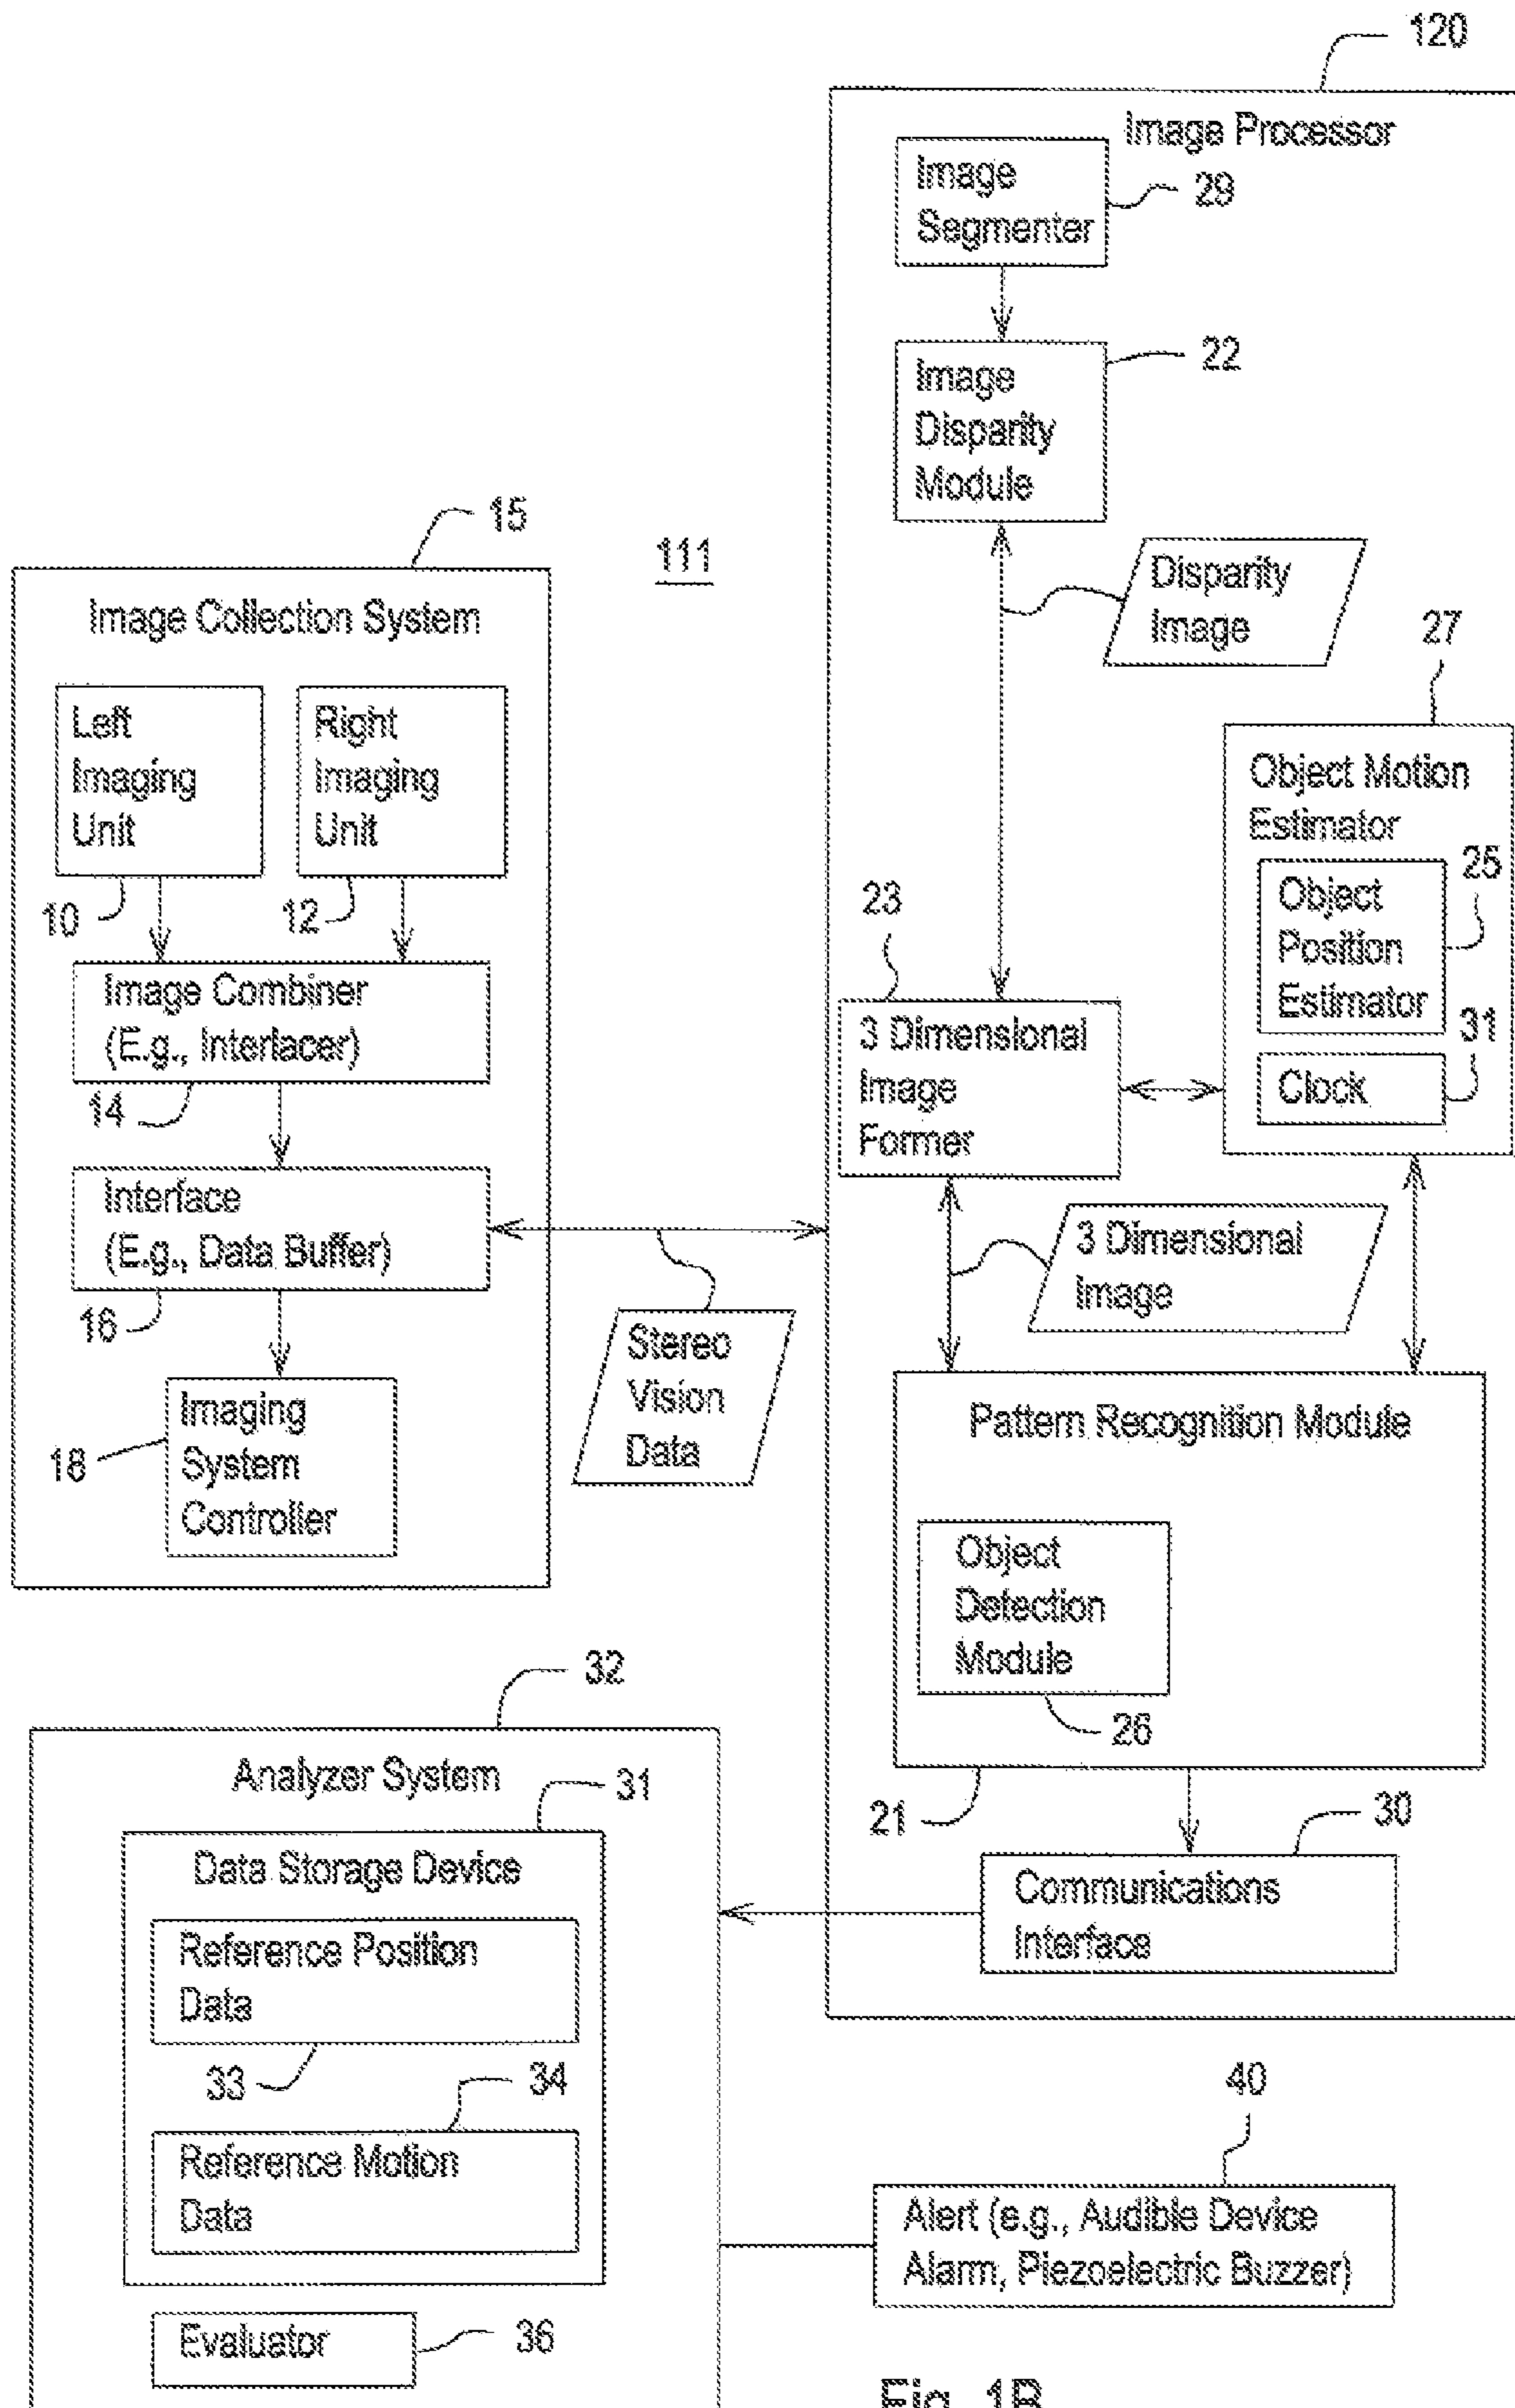 120
Image Processor
Image
Segmenter
29
Image
Disparity
Module
22
Disparity
Image
111
15
Image Collection System
Left
Imaging
Unit
10
Right
Imaging
Unit
12
Image Combiner
(E.g., Interlacer)
14
Interface
(E.g., Data Buffer)
16
Imaging
System
Controller
18
Stereo
Vision
Data
27
Object Motion
Estimator
Object
Position
Estimator
25
Clock
31
23
3 Dimensional
Image
Former
3 Dimensional
Image
Pattern Recognition Module
Object
Detection
Module
26
21
30
Communications
Interface
32
Analyzer System
31
Data Storage Device
Reference Position
Data
33
34
Reference Motion
Data
Evaluator
36
40
Alert (e.g., Audible Device
Alarm, Piezoelectric Buzzer)
Fig. 1B